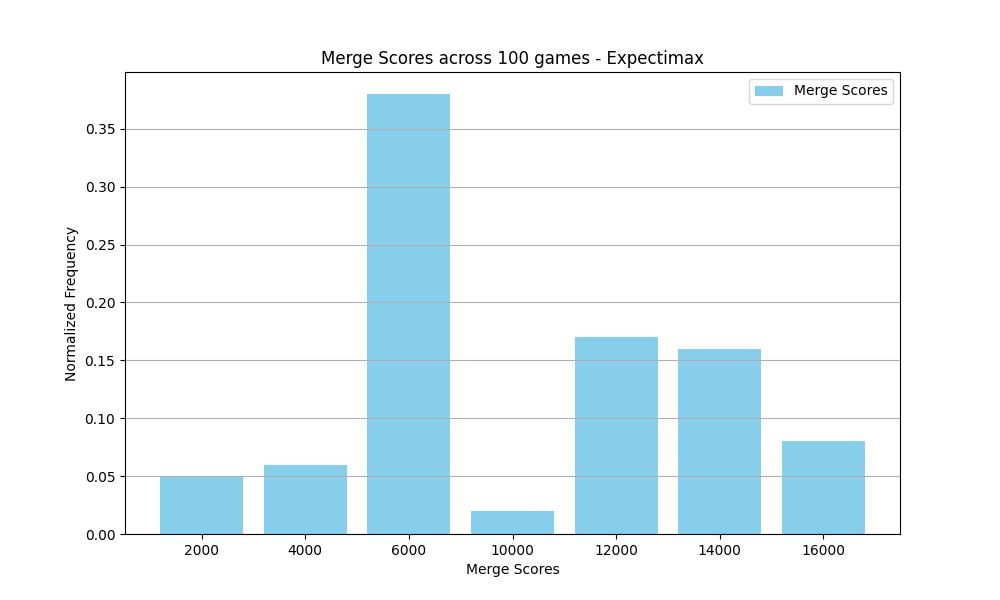 Merge Scores across 100 games - Expectimax
Merge Scores
0.35
0.30
0.25
0.20
0.15
0.10
0.05
0.00
Normalized Frequency
2000 4000 6000 10000 12000 14000 16000
Merge Scores